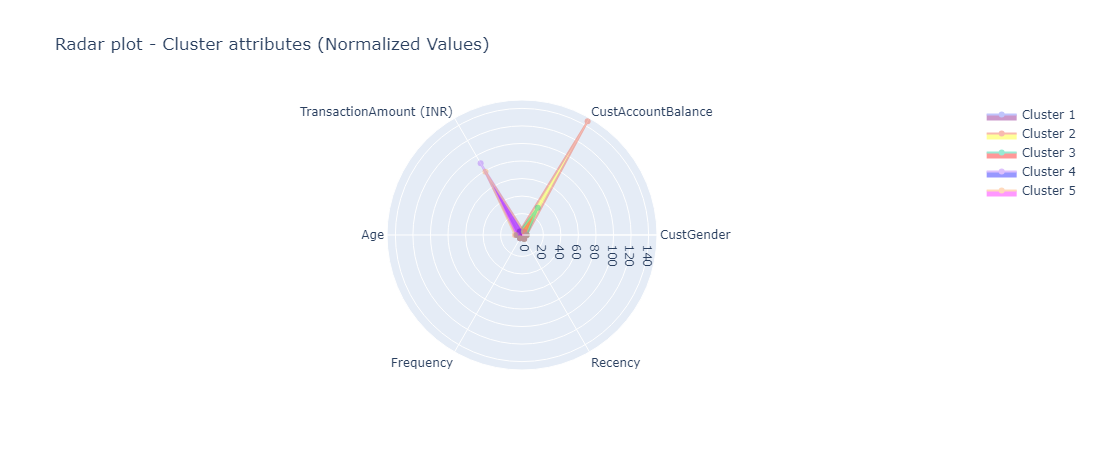 Radar plot - Cluster attributes (Normalized Values)
TransactionAmount (INR)
CustAccountBalance
Age
CustGender
0
20
40
60
80
100
120
140
Frequency
Recency
Cluster 1
Cluster 2
Cluster 3
Cluster 4
Cluster 5